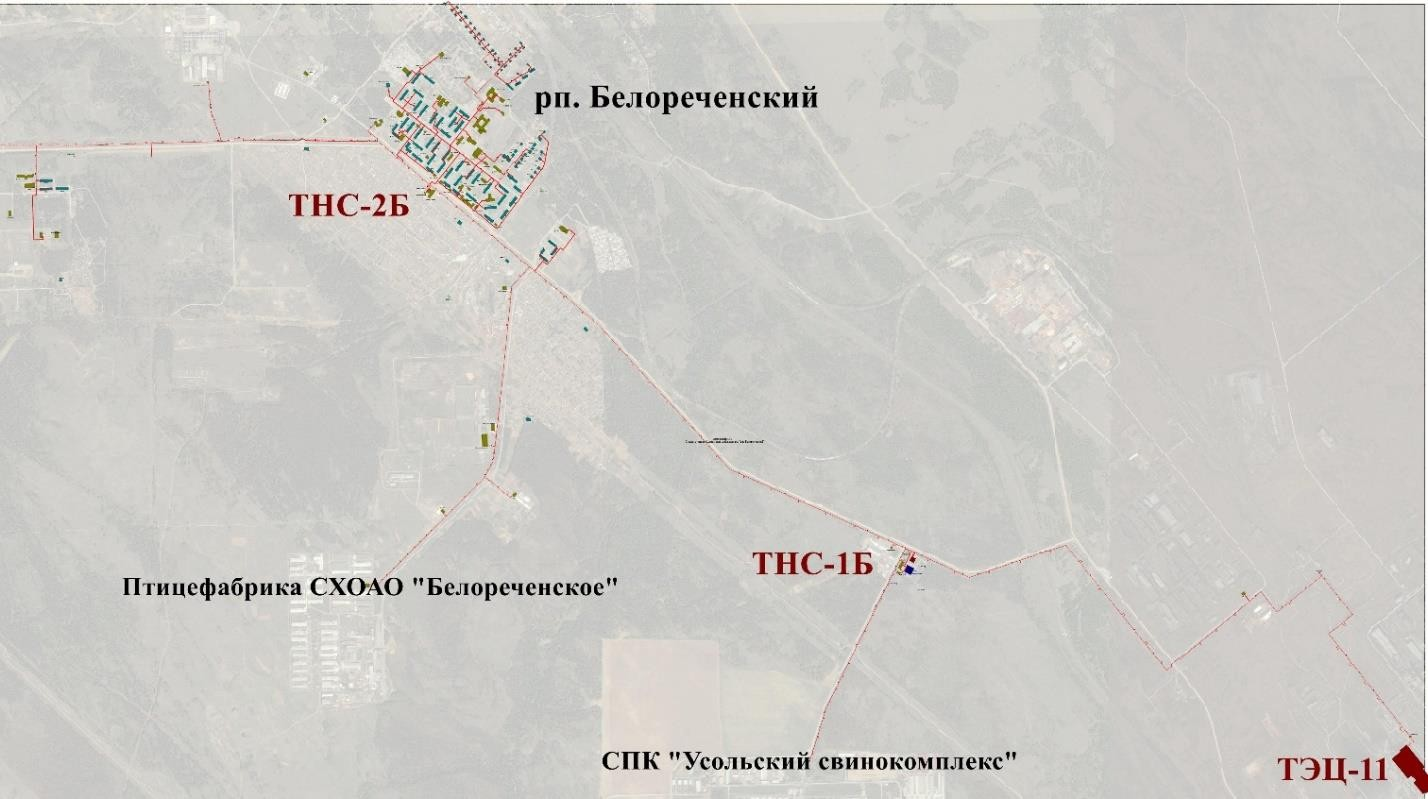 рп. Белореченский
ТНС-2Б
ТНС-1Б
Птицефабрика СХОАО "Белореченское"
СПК "Усольский свинокомплекс"
ТЭЦ-11